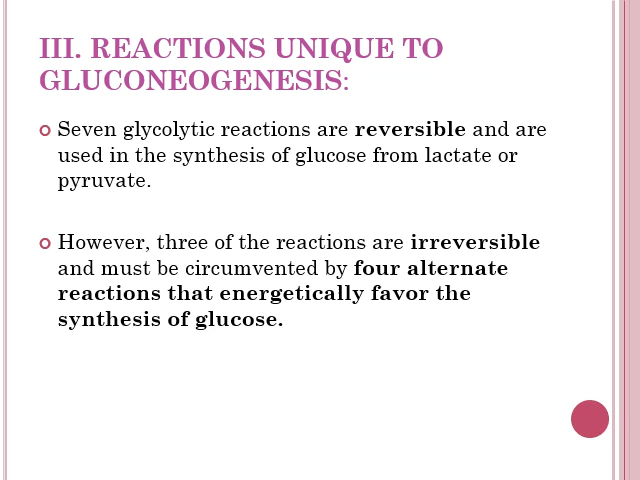 III. REACTIONS UNIQUE TO
GLUCONEOGENESIS:
Seven glycolytic reactions are reversible and are
used in the synthesis of glucose from lactate or
pyruvate.
However, three of the reactions are irreversible
and must be circumvented by four alternate
reactions that energetically favor the
synthesis of glucose.